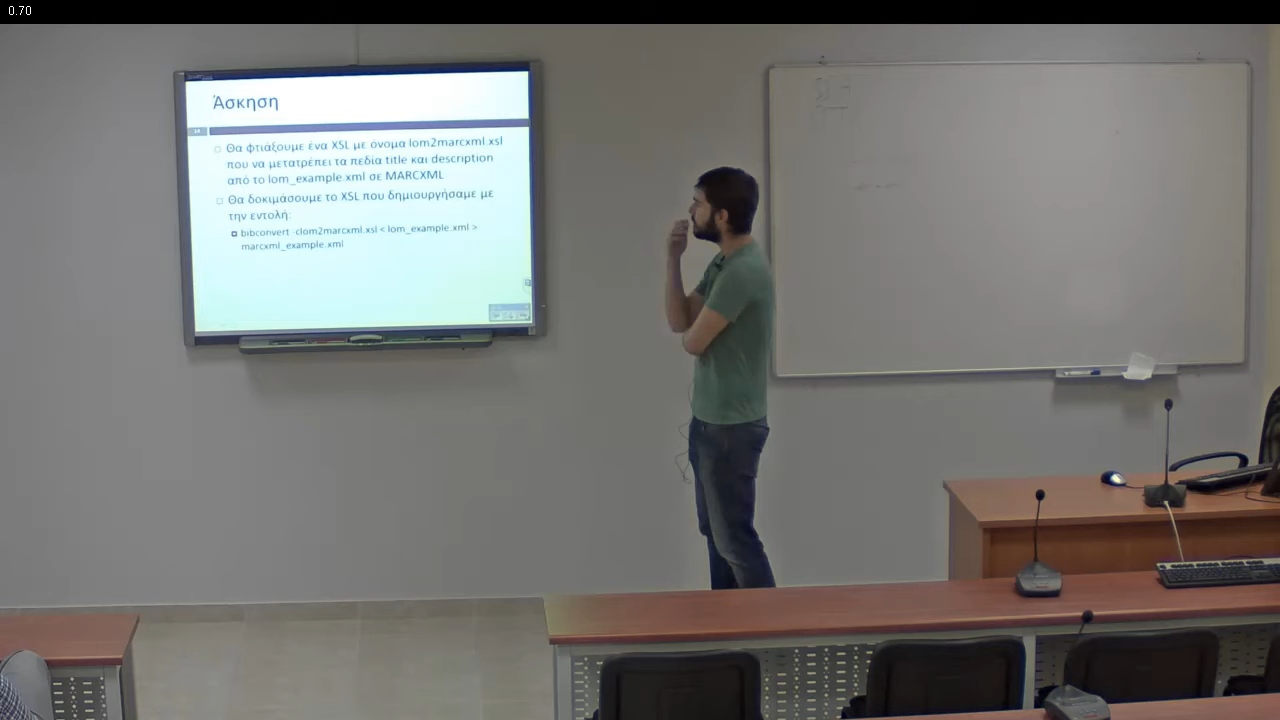 0.70
Άσκηση
Θα φτιάξουμε ένα XSL με όνομα lom2marcxml.xsl
που να μετατρέπει τα πεδία title και description
από το lom_example.xml σε MARCXML
Θα δοκιμάσουμε το XSL που δημιουργήσαμε με
την εντολή:
bibconvert -clom2marcxml.xsl < lom_example.xml >
marcxml_example.xml